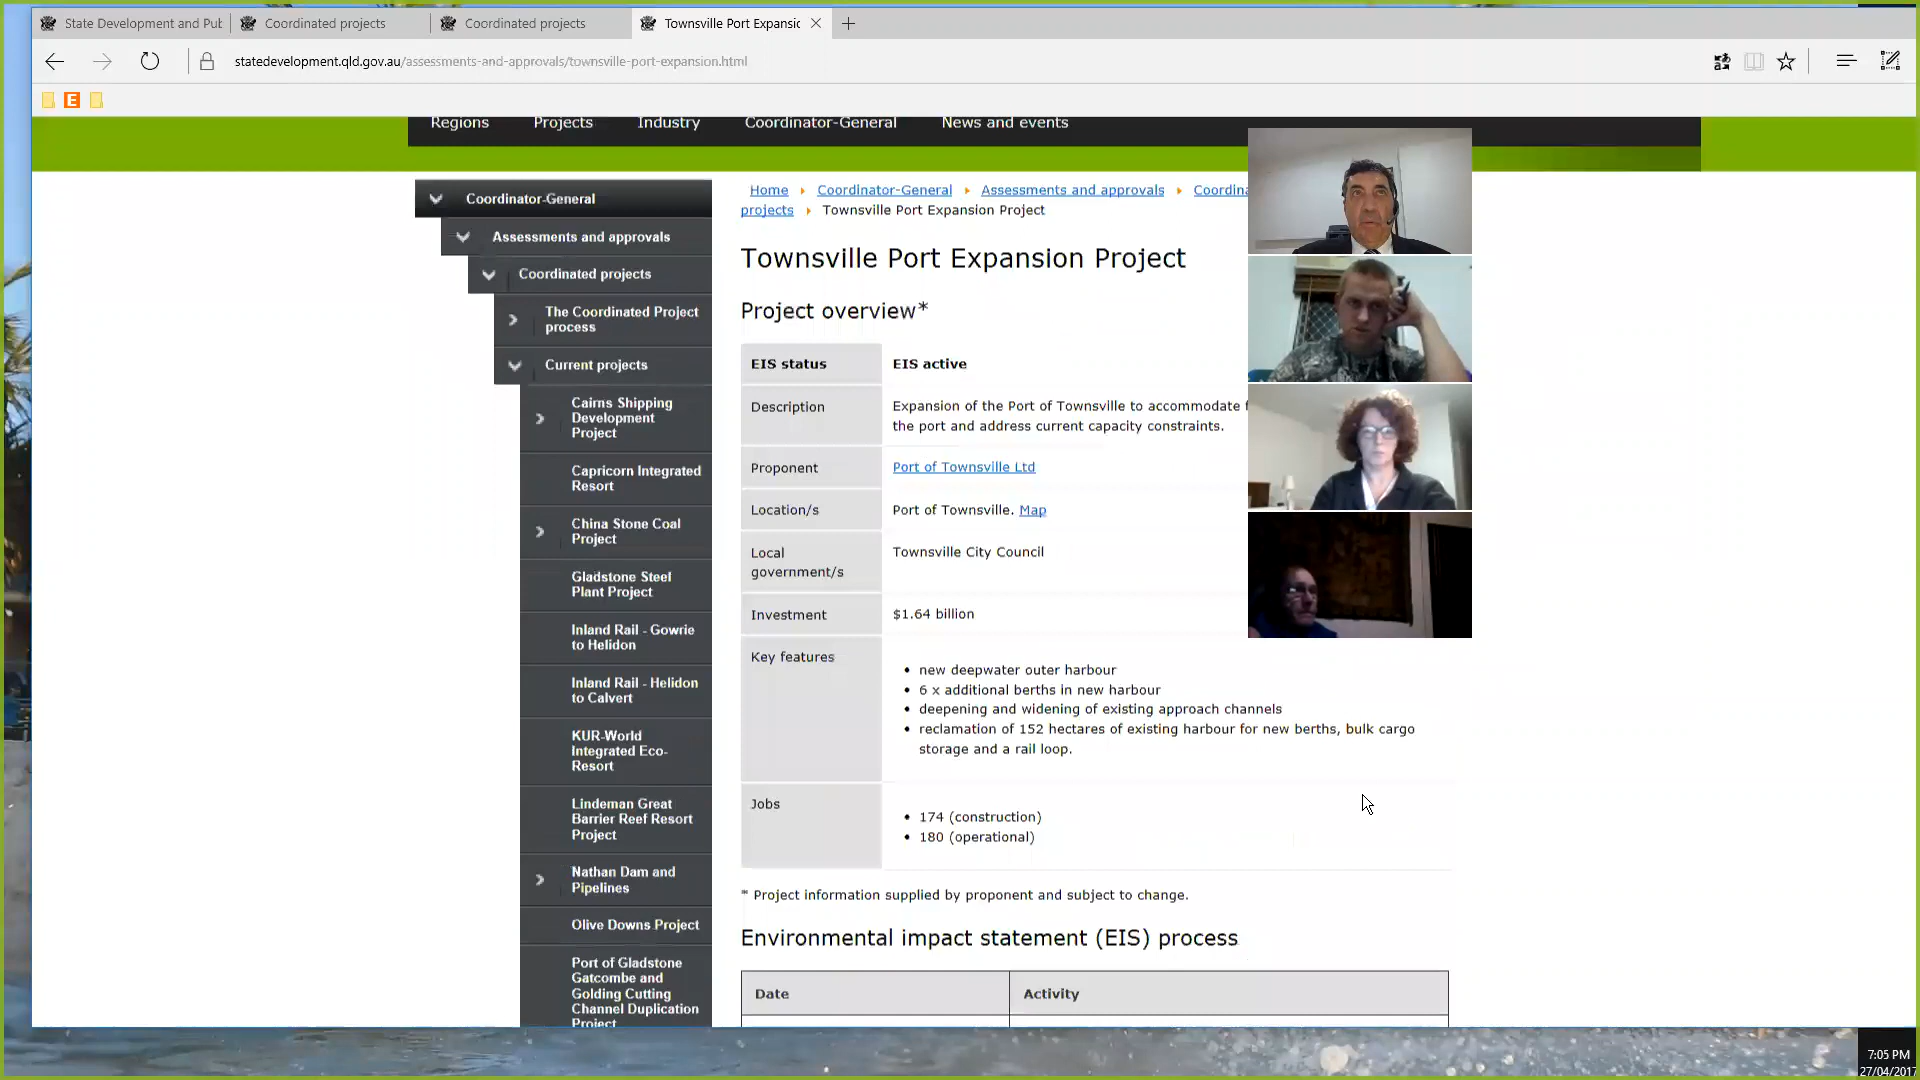 State Development and Pub
Coordinated projects
Coordinated projects
Townsville Port Expansic
statedevelopment.qld.gov.au/assessments-and-approvals/townsville-port-expansion.html
E
Regions
Projects
Industry
Coordinator-General
News and events
Coordinator-General
Assessments and approvals
Coordinated projects
The Coordinated Project
process
Current projects
Cairns Shipping
Development
Project
Capricorn Integrated
Resort
China Stone Coal
Project
Gladstone Steel
Plant Project
Inland Rail - Gowrie
to Helidon
Inland Rail - Helidon
to Calvert
KUR-World
Integrated Eco-
Resort
Lindeman Great
Barrier Reef Resort
Project
Nathan Dam and
Pipelines
Olive Downs Project
Port of Gladstone
Gatcombe and
Golding Cutting
Channel Duplication
Project
Home Coordinator-General Assessments and approvals Coordina
projects Townsville Port Expansion Project
Townsville Port Expansion Project
Project overview*
EIS status EIS active
Description Expansion of the Port of Townsville to accommodate f
the port and address current capacity constraints.
Proponent Port of Townsville Ltd
Location/s Port of Townsville. Map
Local Townsville City Council
government/s
Investment $1.64 billion
Key features
• new deepwater outer harbour
• 6 x additional berths in new harbour
• deepening and widening of existing approach channels
• reclamation of 152 hectares of existing harbour for new berths, bulk cargo
storage and a rail loop.
Jobs
• 174 (construction)
• 180 (operational)
* Project information supplied by proponent and subject to change.
Environmental impact statement (EIS) process
Date Activity
7:05 PM
27/04/2017